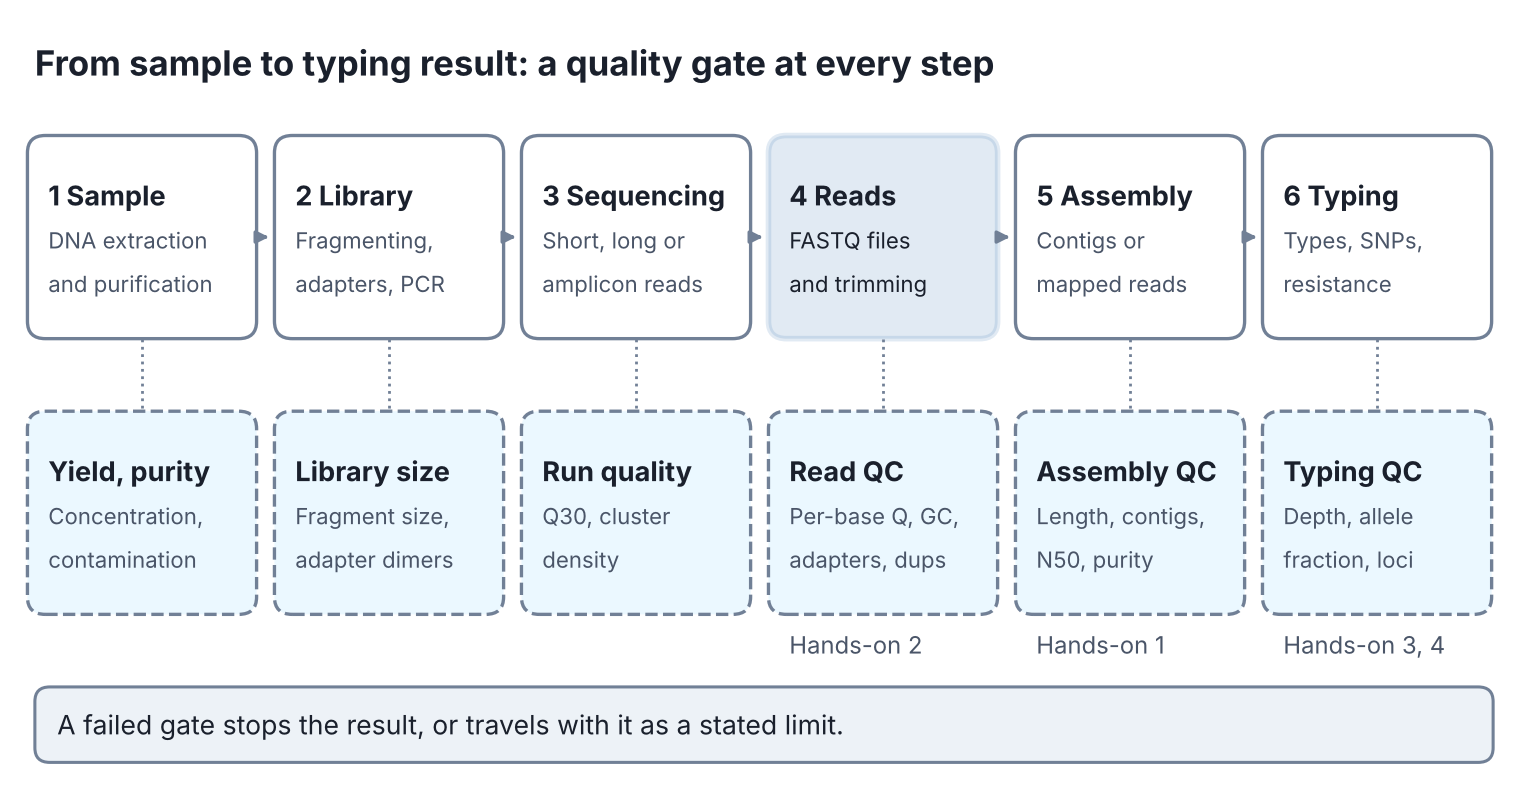 From sample to typing result: a quality gate at every step
1 Sample
DNA extraction
and purification
2 Library
Fragmenting,
adapters, PCR
3 Sequencing
Short, long or
amplicon reads
4 Reads
FASTQ files
and trimming
5 Assembly
Contigs or
mapped reads
6 Typing
Types, SNPs,
resistance
Yield, purity
Concentration,
contamination
Library size
Fragment size,
adapter dimers
Run quality
Q30, cluster
density
Read QC
Per-base Q, GC,
adapters, dups
Assembly QC
Length, contigs,
N50, purity
Typing QC
Depth, allele
fraction, loci
Hands-on 2
Hands-on 1
Hands-on 3, 4
A failed gate stops the result, or travels with it as a stated limit.